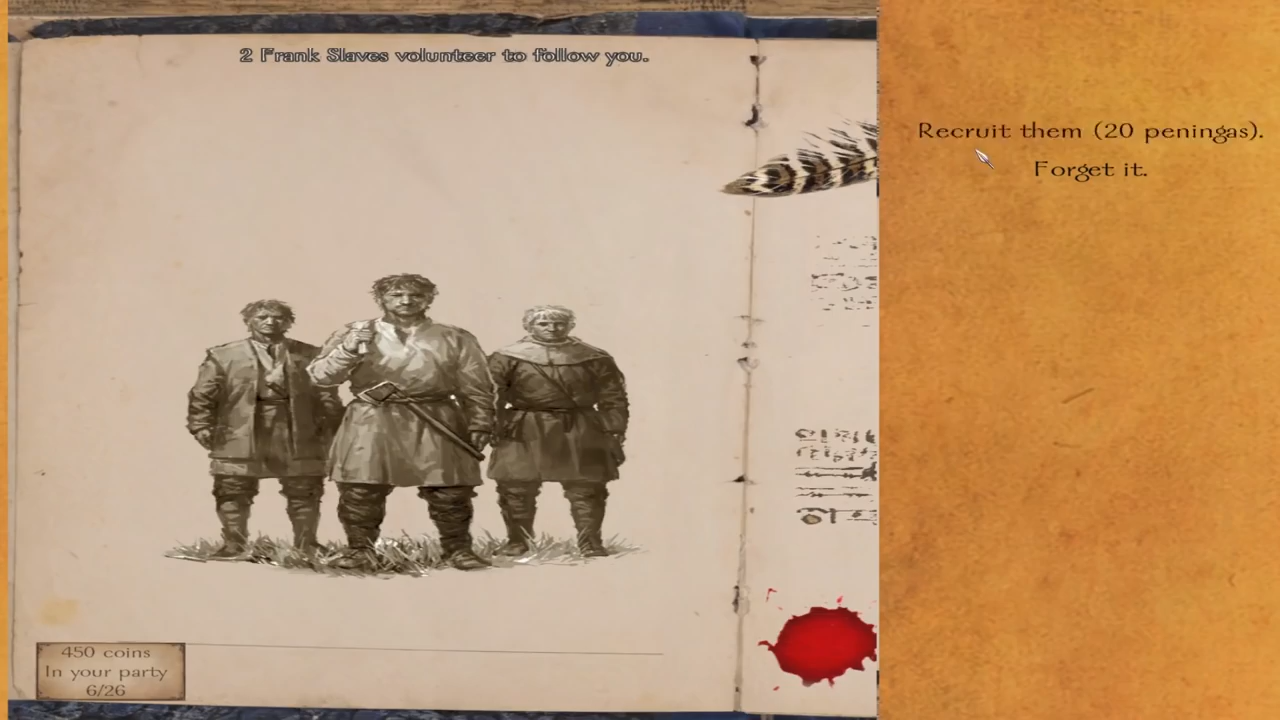 2 Frank Slaves volunteer to follow you.
Recruit them (20 peningas).
Forget it.
450 coins
In your party
6/26